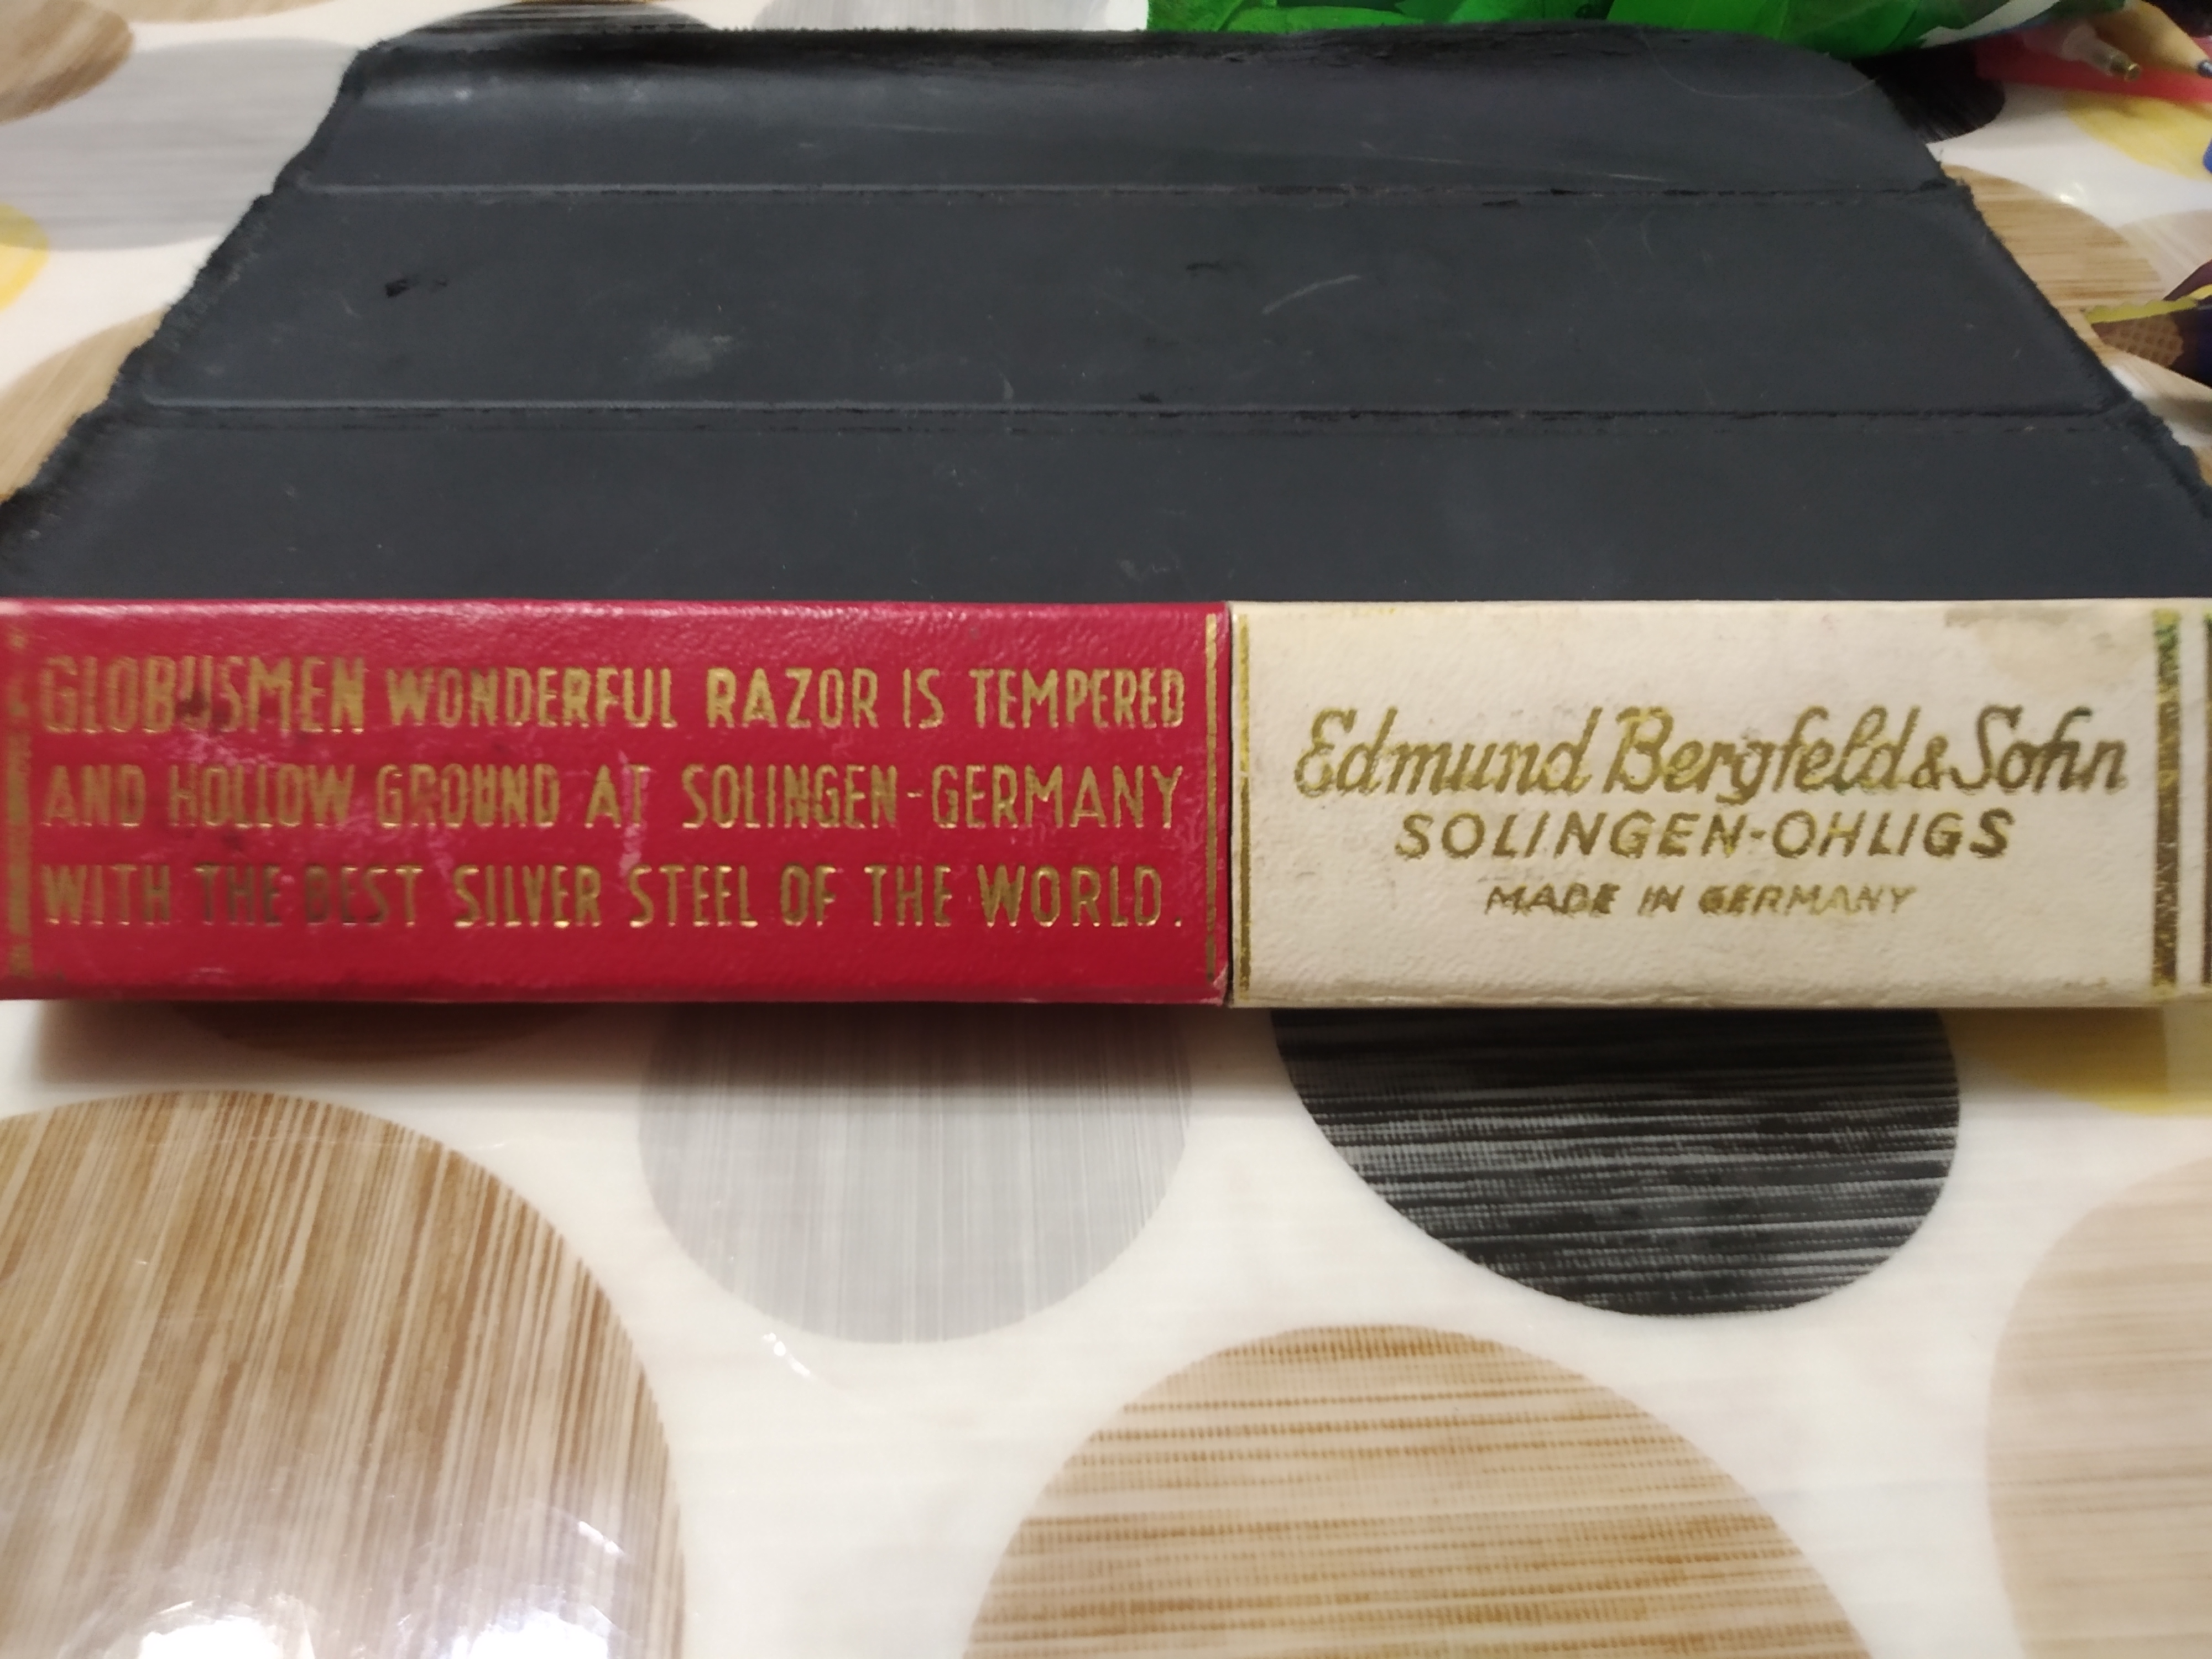 GLOBUSMEN WONDERFUL RAZOR IS TEMPERED
AND HOLLOW GROUND AT SOLINGEN-GERMANY
WITH THE BEST SILVER STEEL OF THE WORLD.
Edmund Bergfeld & Sohn
SOLINGEN-OHLIGS
MADE IN GERMANY